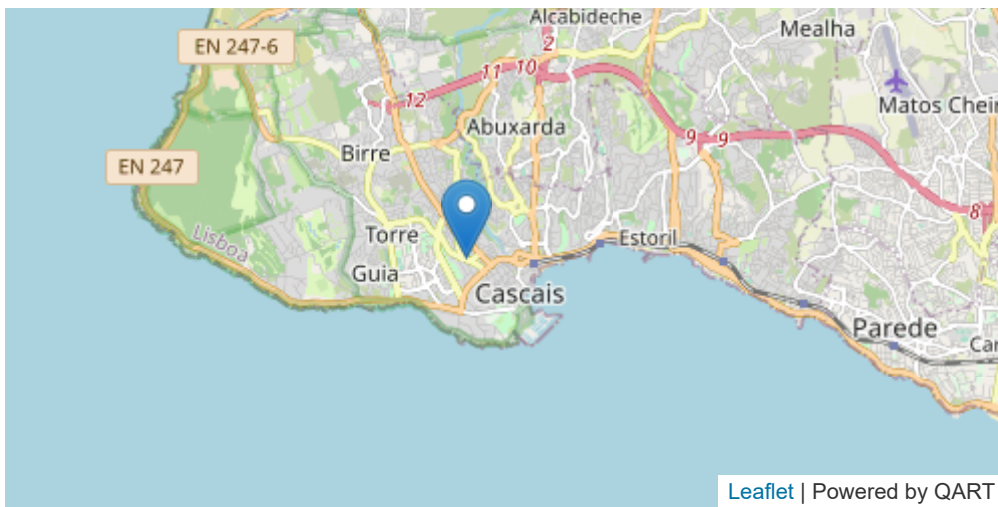 Alcabideche
Mealha
EN 247-6
2
11
10
12
Matos Chei
Abuxarda
9
9
Birre
EN 247
8
Lisboa
Torre
Estoril
Guia
Cascais
Parede
Car
Leaflet | Powered by QART